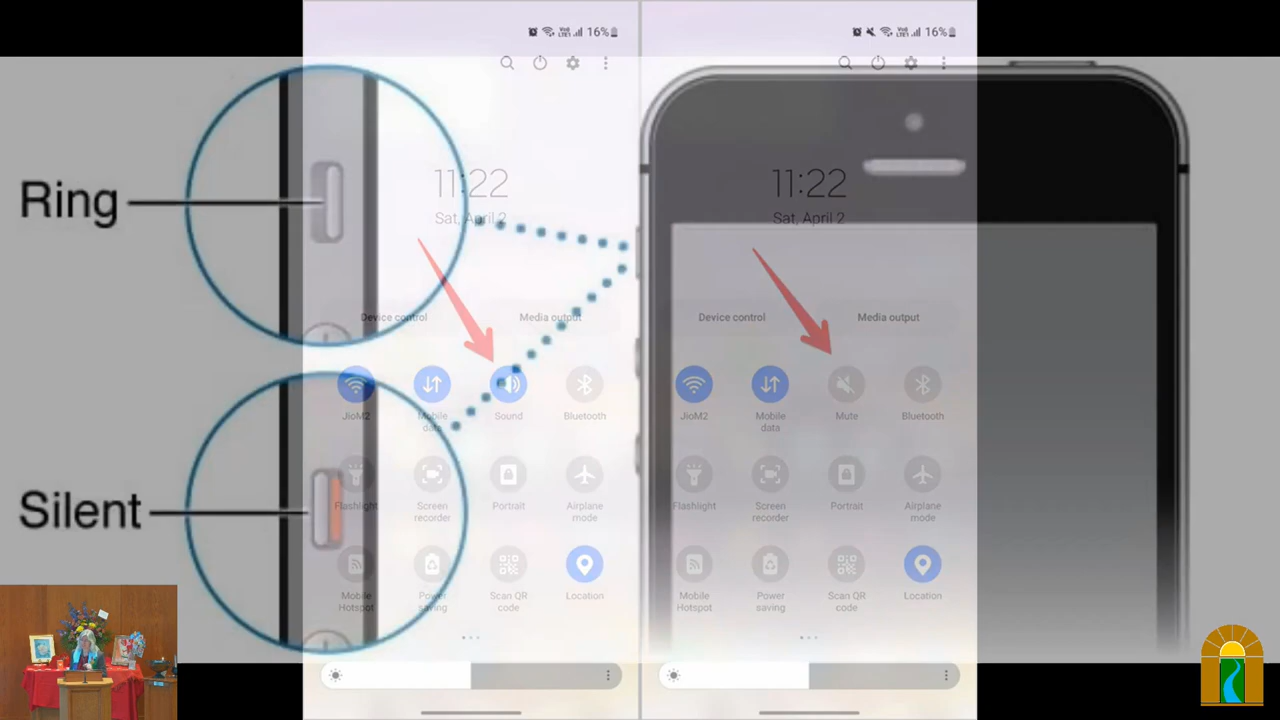 Ring
Silent
16%
11:22
Sat, April 2
Device control
Media output
JioM2
Mobile
data
Sound
Bluetooth
Flashlight
Screen
recorder
Portrait
Airplane
mode
Mobile
Hotspot
Power
saving
Scan QR
code
Location
16%
11:22
Sat, April 2
Device control
Media output
JioM2
Mobile
data
Mute
Bluetooth
Flashlight
Screen
recorder
Portrait
Airplane
mode
Mobile
Hotspot
Power
saving
Scan QR
code
Location